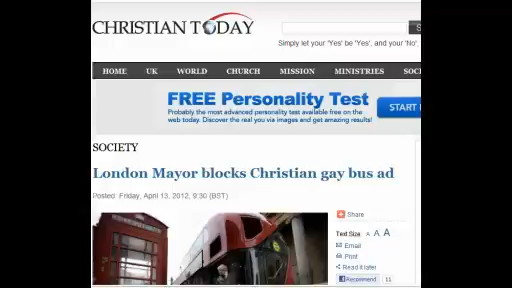 CHRISTIAN TODAY
Simply let your 'Yes' be 'Yes', and your 'No',
HOME UK WORLD CHURCH MISSION MINISTRIES SOCI
FREE Personality Test
Probably the most advanced personality test available free on the
web today. Discover the real you via images and get amazing results!
START
SOCIETY
London Mayor blocks Christian gay bus ad
Posted: Friday, April 13, 2012, 9:30 (BST)
Share
Text Size: A A A
Email
Print
Read it later
Recommend 11